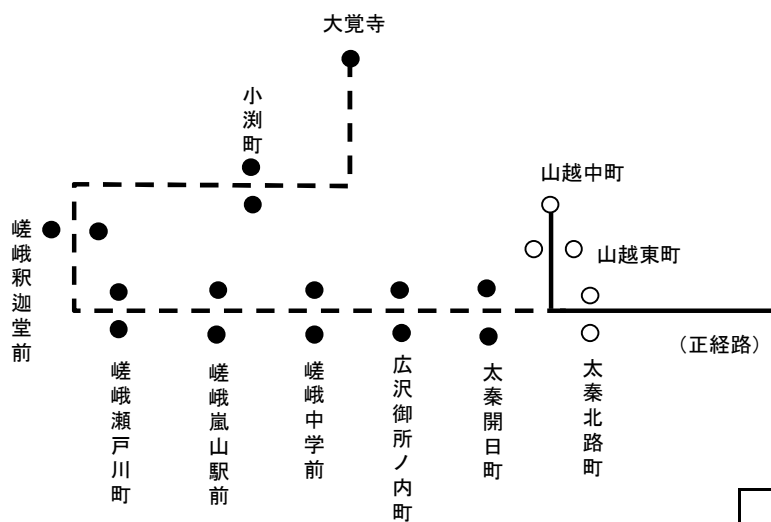 大覚寺
小渕町
山越中町
山越東町
嵯峨釈迦堂前
(正経路)
嵯峨瀬戸川町
嵯峨嵐山駅前
嵯峨中学前
広沢御所ノ内町
太秦開日町
太秦北路町